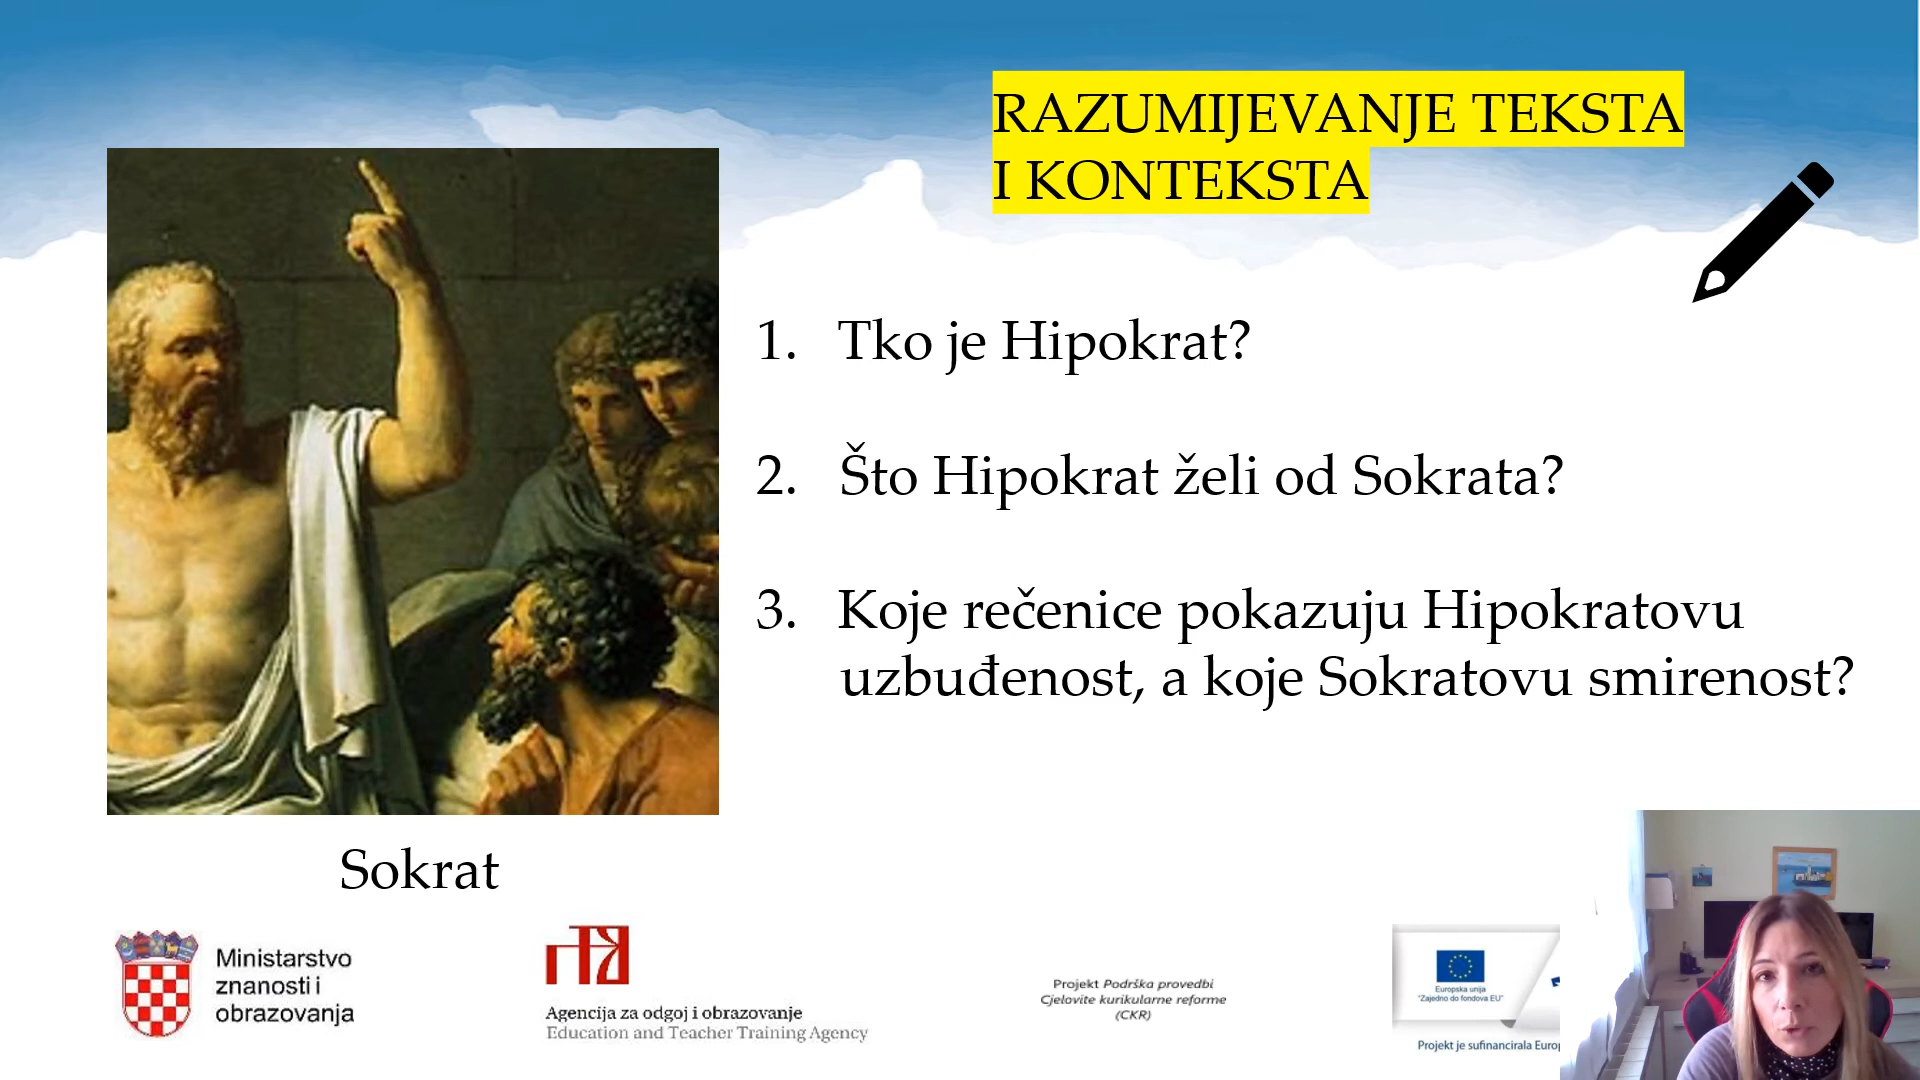 RAZUMIJEVANJE TEKSTA
I KONTEKSTA
1. Tko je Hipokrat?
2. Što Hipokrat želi od Sokrata?
3. Koje rečenice pokazuju Hipokratovu
uzbuđenost, a koje Sokratovu smirenost?
Sokrat
Ministarstvo
znanosti i
obrazovanja
Agencija za odgoj i obrazovanje
Education and Teacher Training Agency
Projekt Podrška provedbi
Cjelovite kurikularne reforme
(CKR)
Europska unija
"Zajedno do fondova EU"
Projekt je sufinancirala